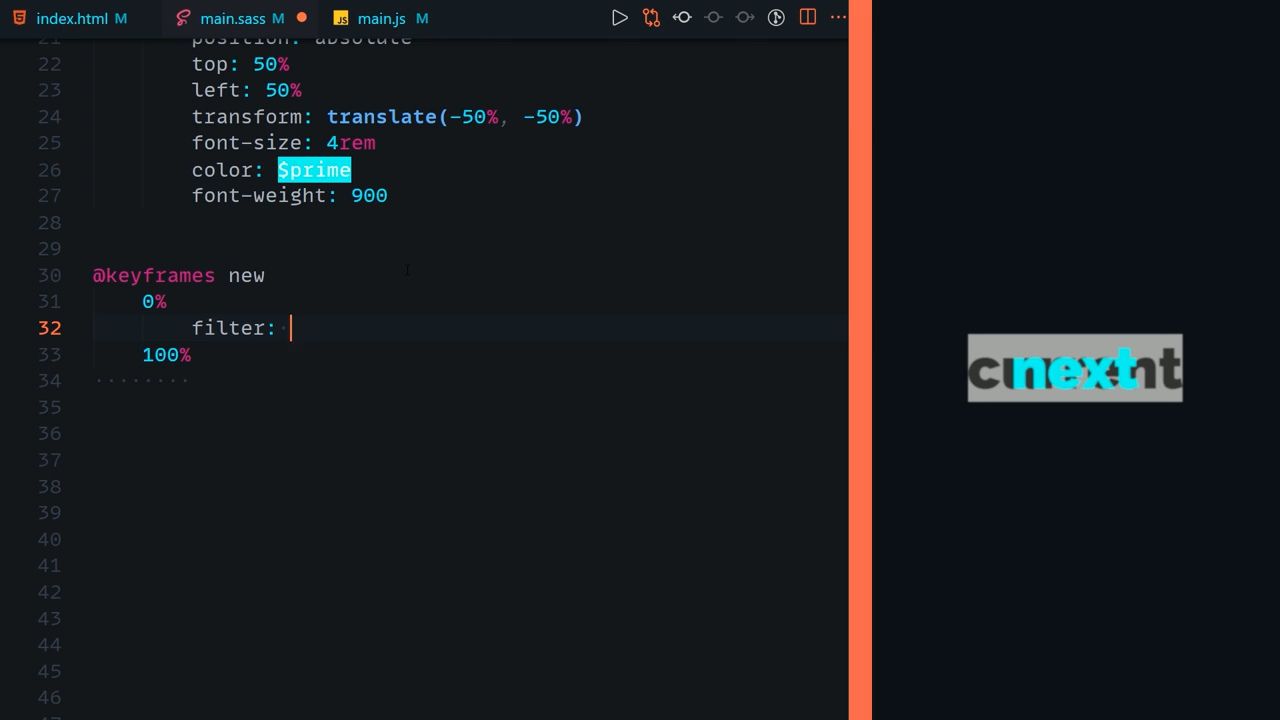 index.html M
main.sass M
JS main.js M
21 position: absolute
22 top: 50%
23 left: 50%
24 transform: translate(-50%, -50%)
25 font-size: 4rem
26 color: $prime
27 font-weight: 900
28
29
30 @keyframes new
31 0%
32 filter:
33 100%
34
35
36
37
38
39
40
41
42
43
44
45
46
next